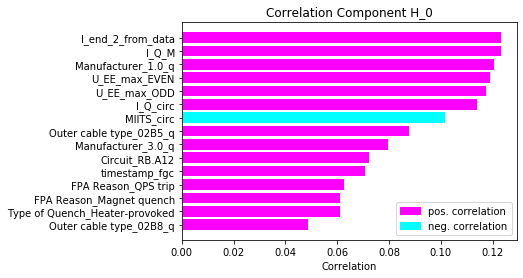 Correlation Component H_0
I_end_2_from_data
I_Q_M
Manufacturer_1.0_q
U_EE_max_EVEN
U_EE_max_ODD
I_Q_circ
MIITS_circ
Outer cable type_02B5_q
Manufacturer_3.0_q
Circuit_RB.A12
timestamp_fgc
FPA Reason_QPS trip
FPA Reason_Magnet quench
Type of Quench_Heater-provoked
Outer cable type_02B8_q
pos. correlation
neg. correlation
0.00 0.02 0.04 0.06 0.08 0.10 0.12
Correlation